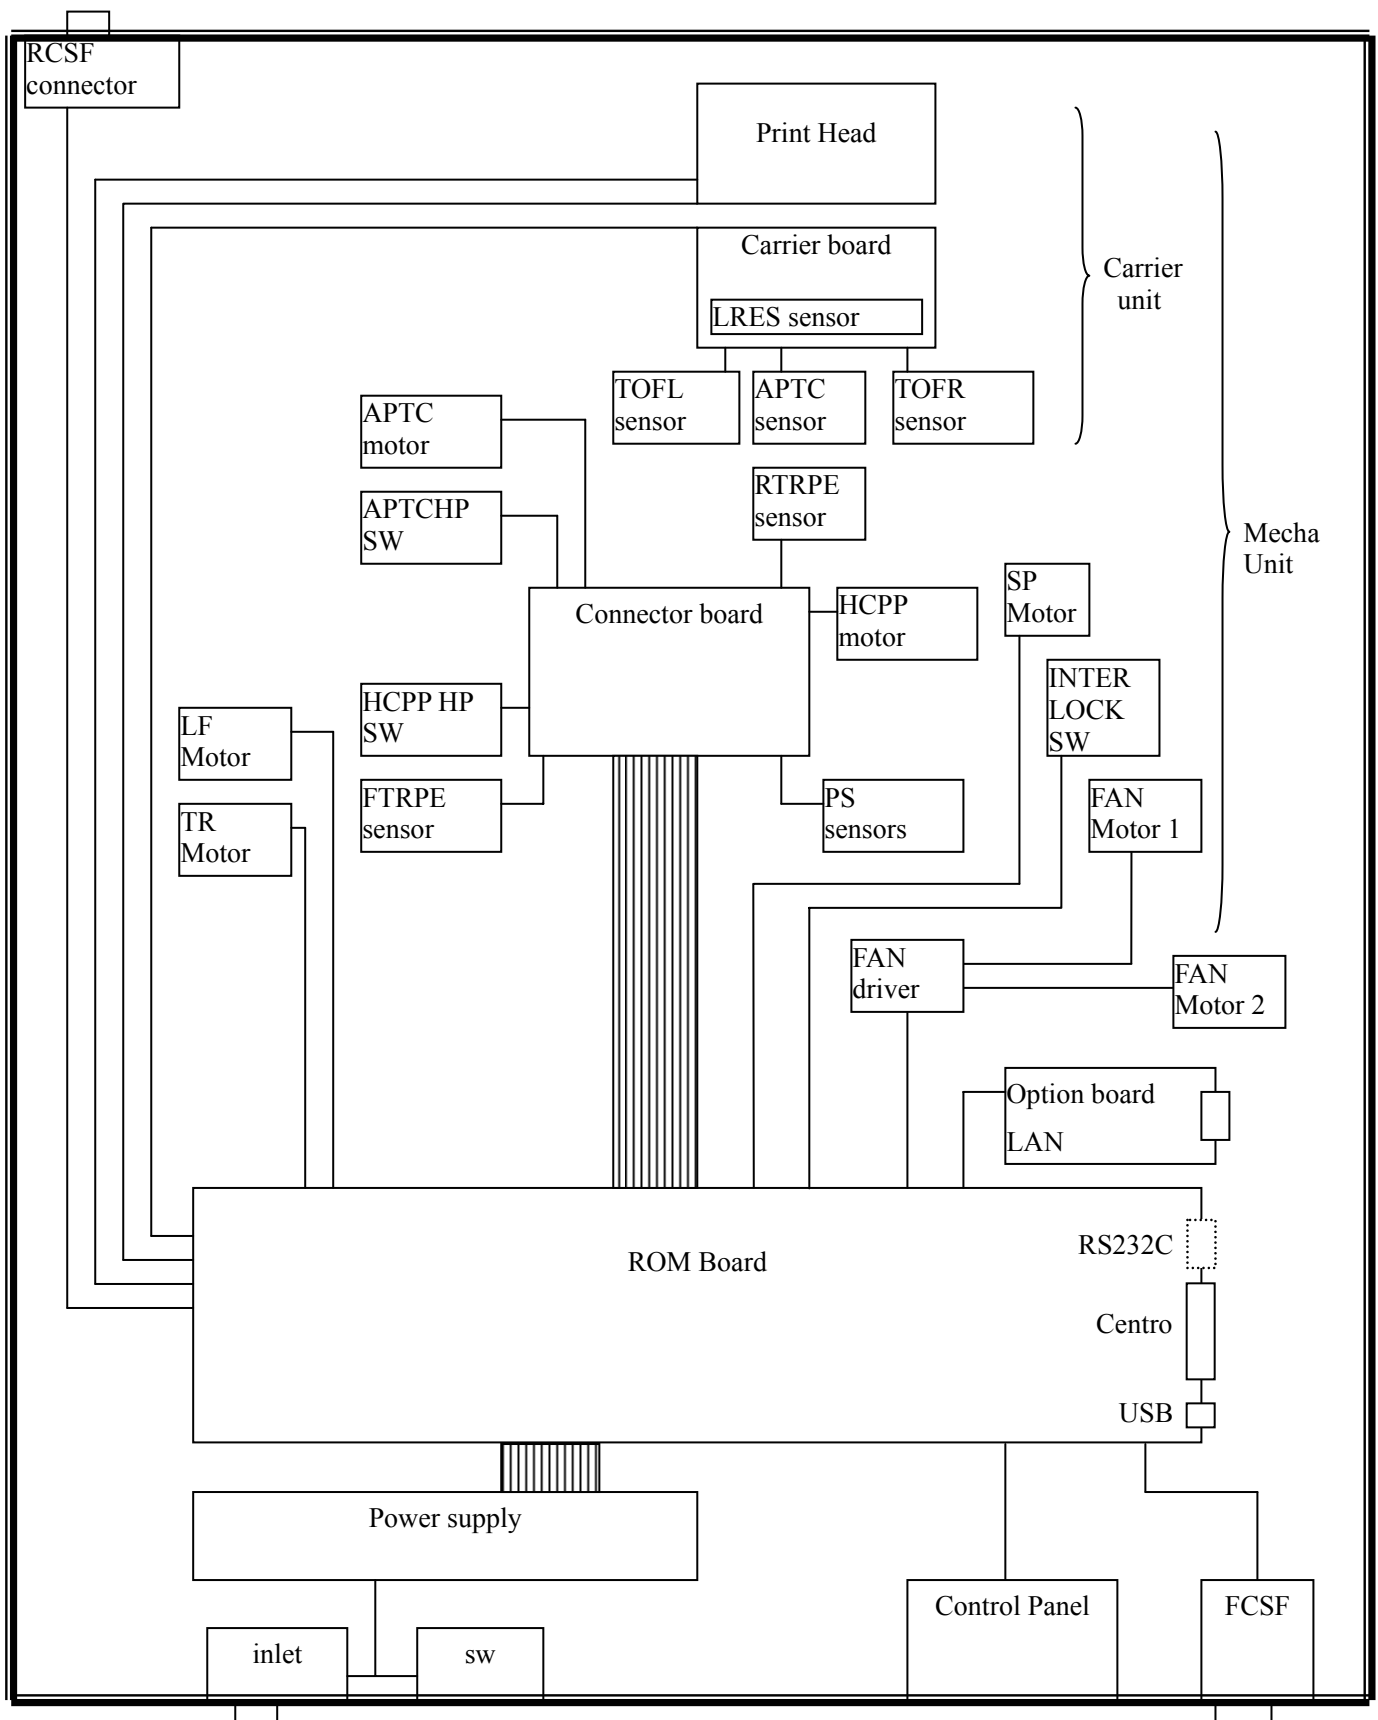 RCSF
connector
Print Head
Carrier board
LRES sensor
Carrier
unit
TOFL
sensor
APTC
sensor
TOFR
sensor
APTC
motor
RTRPE
sensor
APTCHP
SW
Mecha
Unit
Connector board
HCPP
motor
SP
Motor
INTER
LOCK
SW
HCPP HP
SW
LF
Motor
FTRPE
sensor
PS
sensors
FAN
Motor 1
TR
Motor
FAN
driver
FAN
Motor 2
Option board
LAN
RS232C
ROM Board
Centro
USB
Power supply
Control Panel
FCSF
inlet
sw